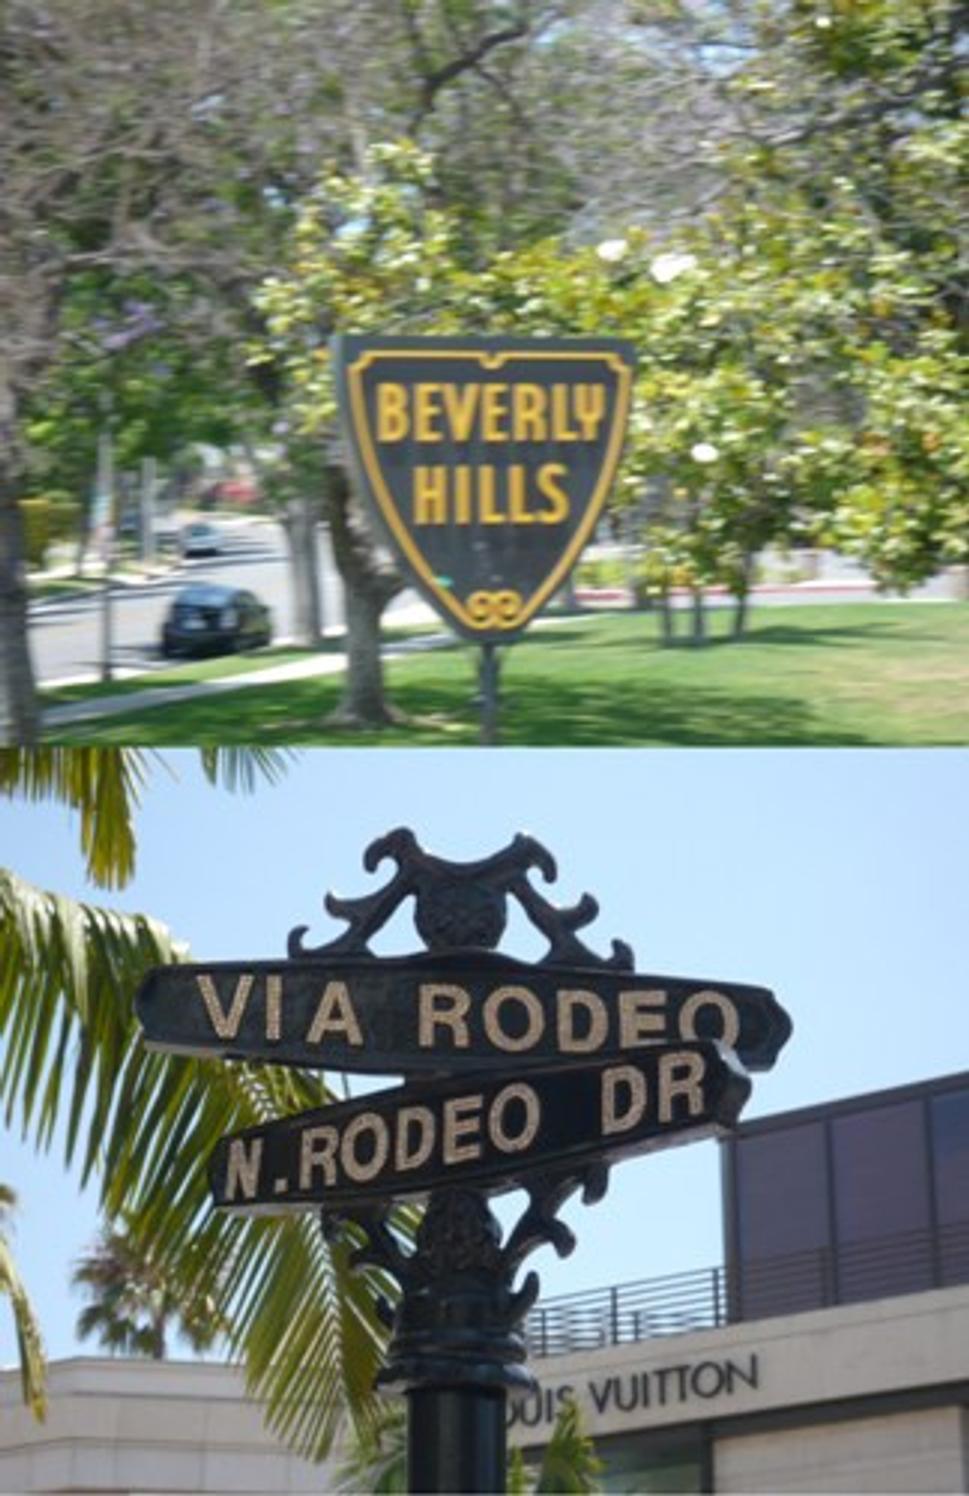 BEVERLY
HILLS
VIA RODEO
N.RODEO DR
VUITTON